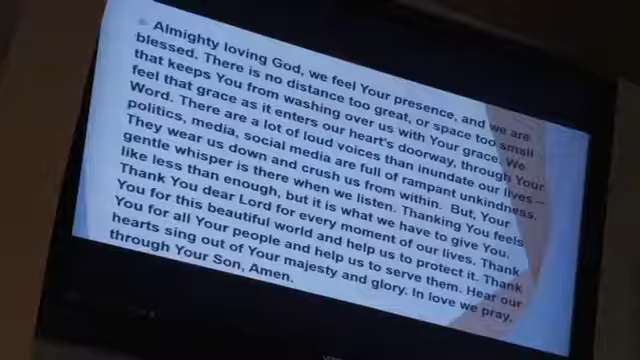 Almighty loving God, we feel Your presence, and we are
blessed. There is no distance too great, or space too small
that keeps You from washing over us with Your grace. We
feel that grace as it enters our heart's doorway, through Your
Word. There are a lot of loud voices than inundate our lives –
politics, media, social media are full of rampant unkindness.
They wear us down and crush us from within. But, Your
gentle whisper is there when we listen. Thanking You feels
like less than enough, but it is what we have to give You.
Thank You dear Lord for every moment of our lives. Thank
You for this beautiful world and help us to protect it. Thank
You for all Your people and help us to serve them. Hear our
hearts sing out of Your majesty and glory. In love we pray,
through Your Son, Amen.